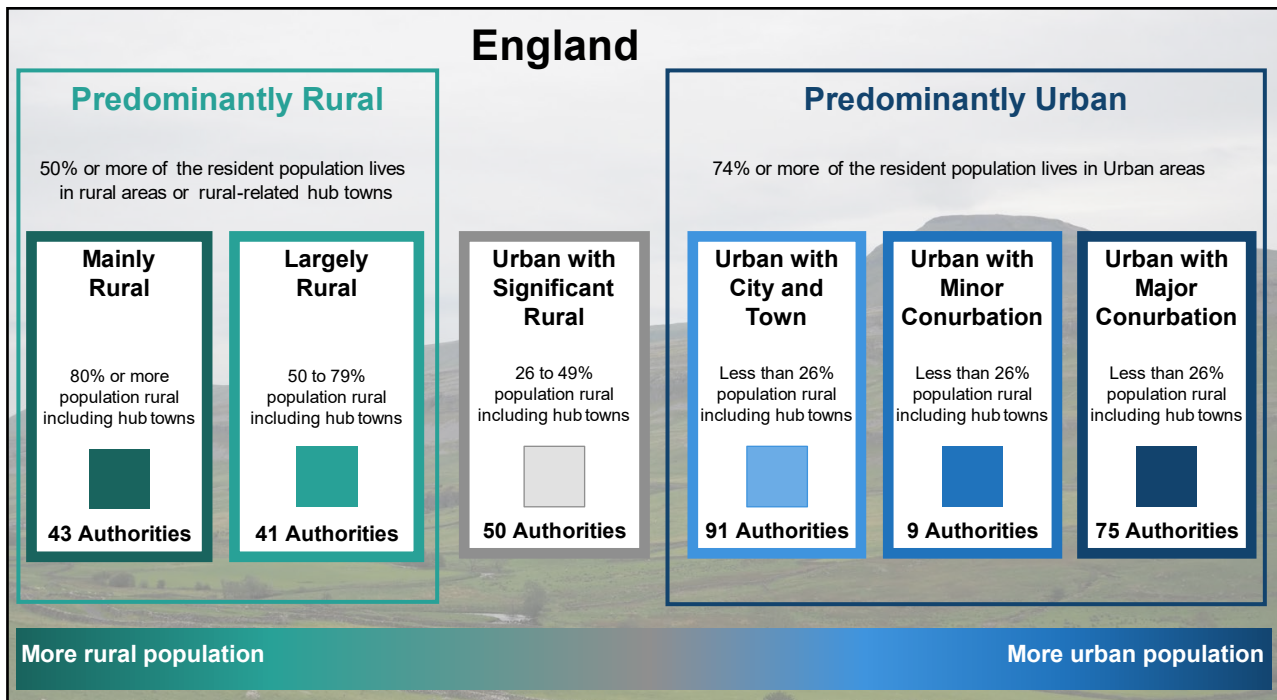 England
Predominantly Rural
50% or more of the resident population lives
in rural areas or rural-related hub towns
Predominantly Urban
74% or more of the resident population lives in Urban areas
Mainly
Rural
80% or more
population rural
including hub towns
43 Authorities
Largely
Rural
50 to 79%
population rural
including hub towns
41 Authorities
Urban with
Significant
Rural
26 to 49%
population rural
including hub towns
50 Authorities
Urban with
City and
Town
Less than 26%
population rural
including hub towns
91 Authorities
Urban with
Minor
Conurbation
Less than 26%
population rural
including hub towns
9 Authorities
Urban with
Major
Conurbation
Less than 26%
population rural
including hub towns
75 Authorities
More rural population
More urban population